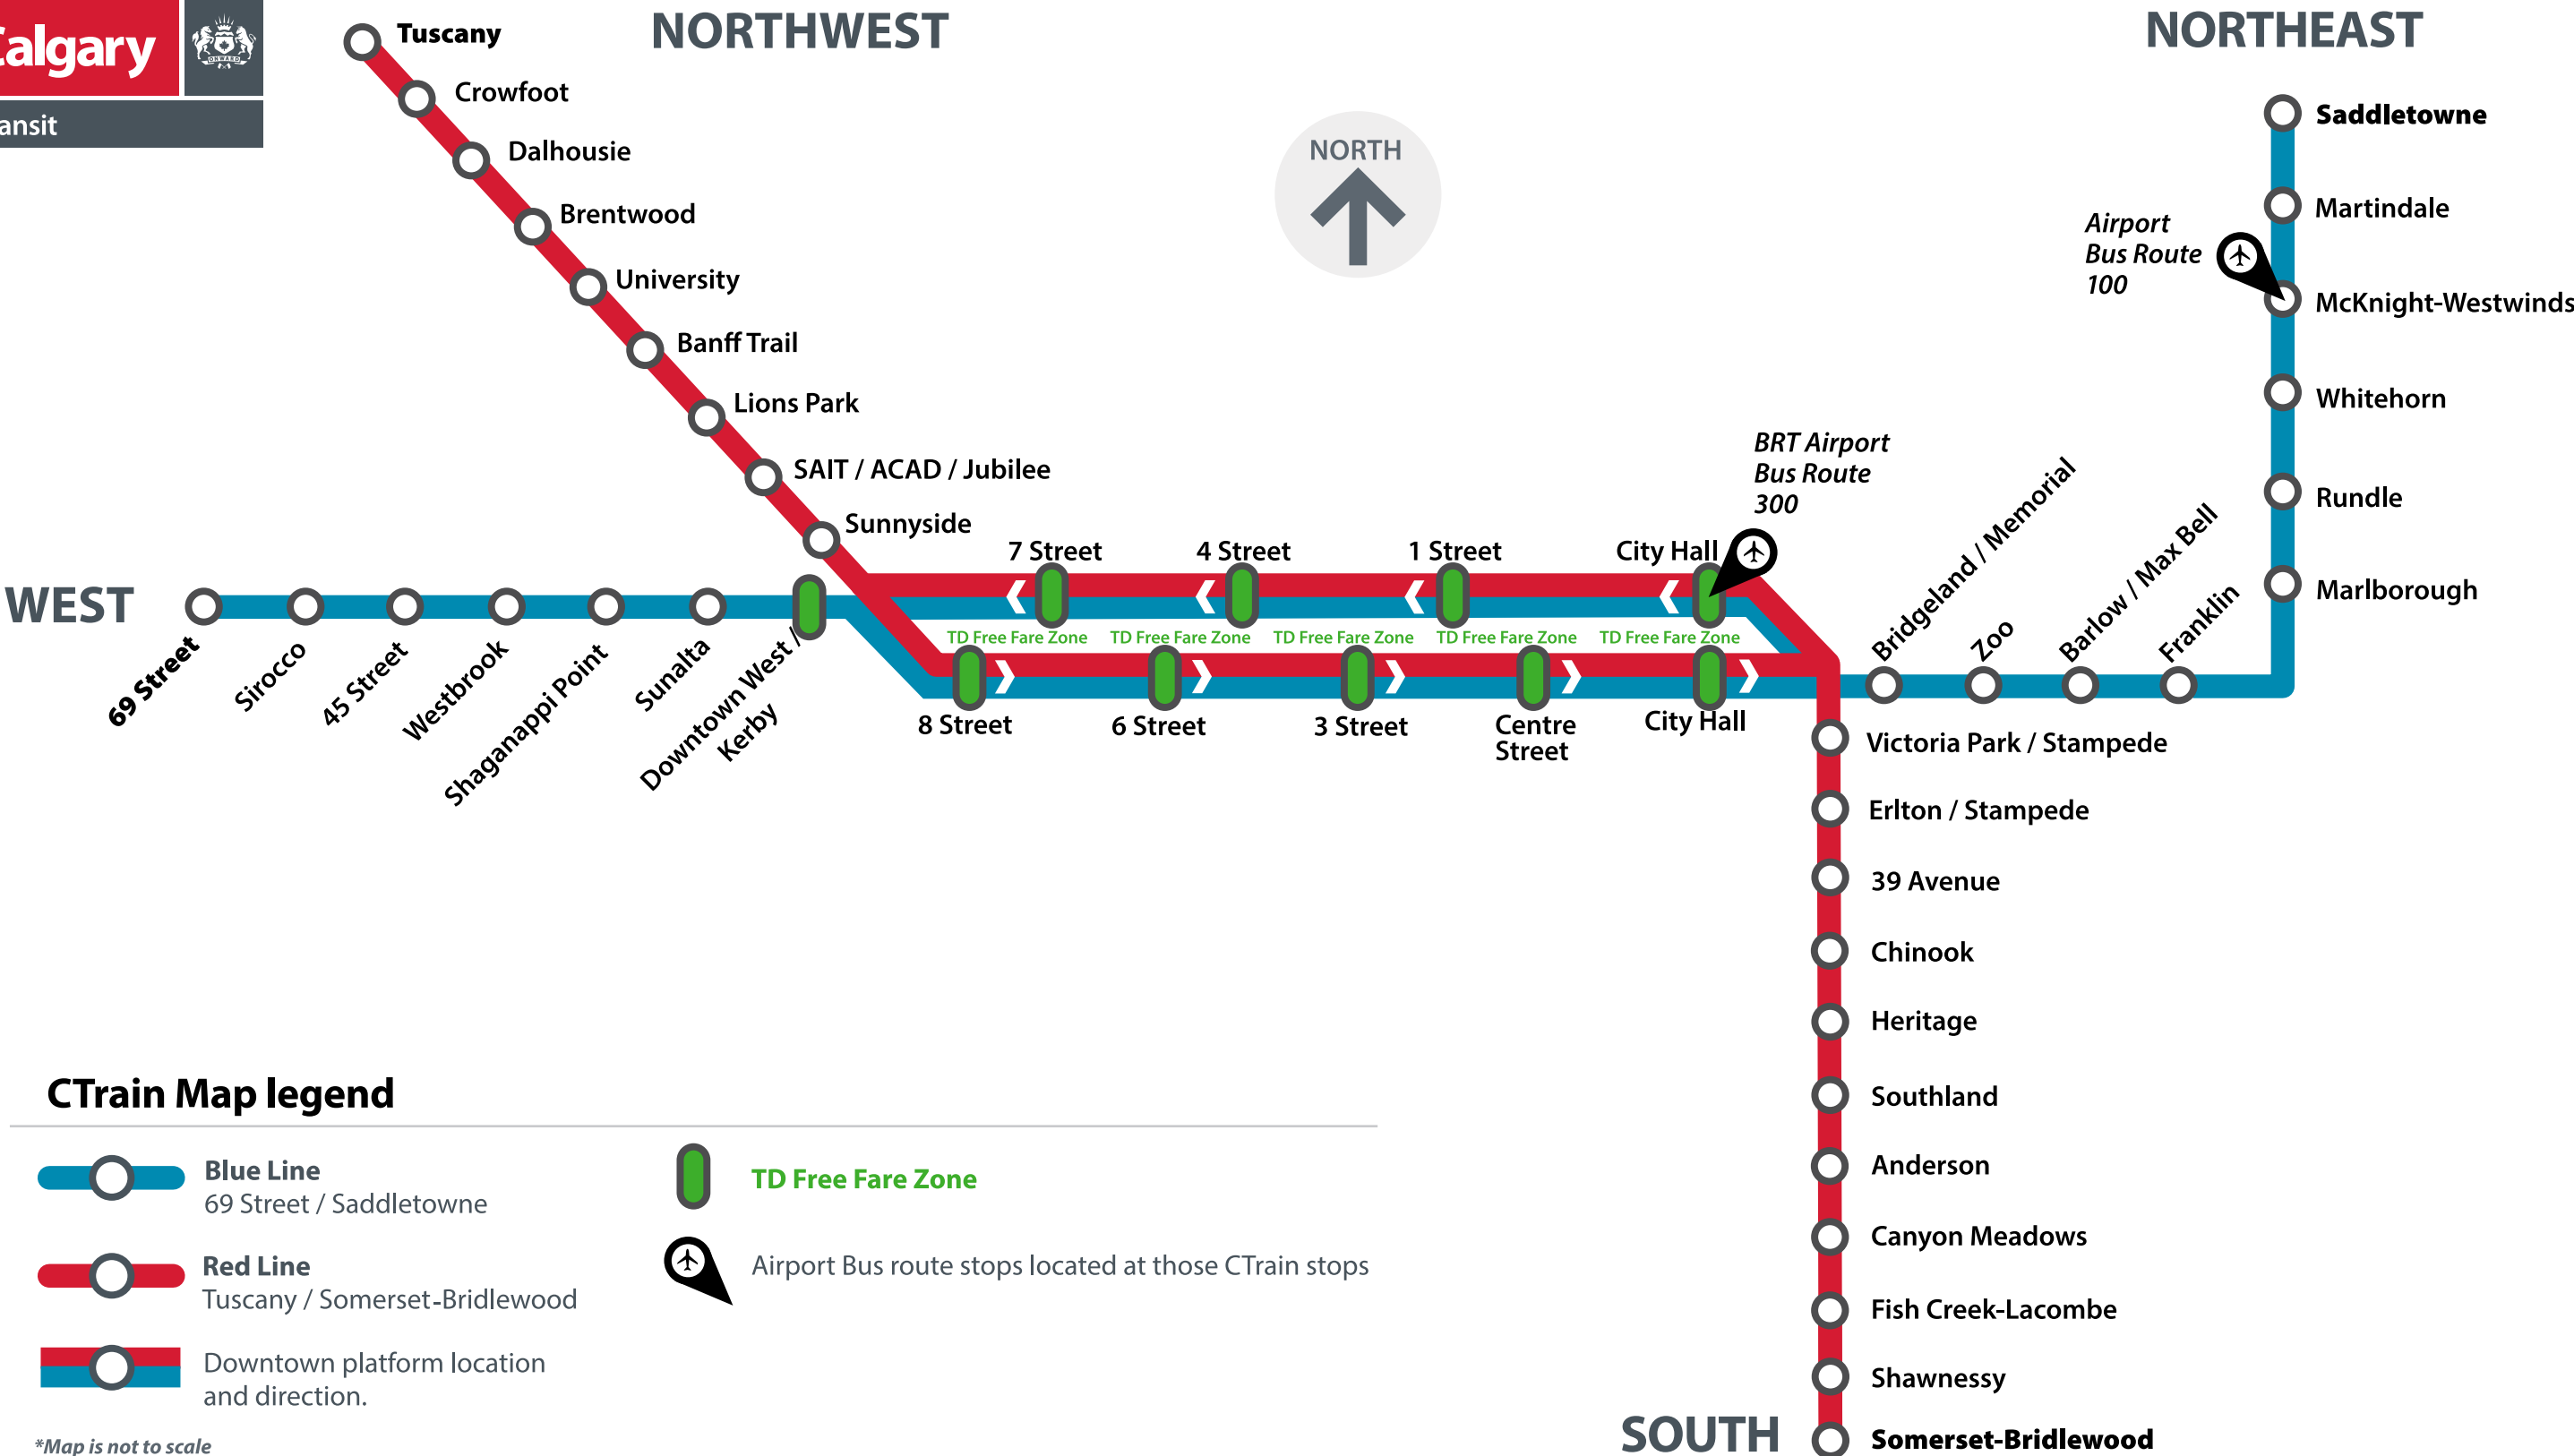 Calgary
ONWARD
ansit
NORTHWEST
NORTHEAST
Tuscany
Crowfoot
Dalhousie
Brentwood
University
Banff Trail
Lions Park
SAIT / ACAD / Jubilee
Sunnyside
NORTH
Saddletowne
Martindale
Airport
Bus Route
100
McKnight-Westwinds
Whitehorn
Rundle
Marlborough
BRT Airport
Bus Route
300
WEST
69 Street
Sirocco
45 Street
Westbrook
Shaganappi Point
Sunalta
Downtown West /
Kerby
7 Street
4 Street
1 Street
City Hall
TD Free Fare Zone
TD Free Fare Zone
TD Free Fare Zone
TD Free Fare Zone
TD Free Fare Zone
8 Street
6 Street
3 Street
Centre
Street
City Hall
Bridgeland / Memorial
Zoo
Barlow / Max Bell
Franklin
Victoria Park / Stampede
Erlton / Stampede
39 Avenue
Chinook
Heritage
Southland
Anderson
Canyon Meadows
Fish Creek-Lacombe
Shawnessy
Somerset-Bridlewood
SOUTH
CTrain Map legend
Blue Line
69 Street / Saddletowne
Red Line
Tuscany / Somerset-Bridlewood
Downtown platform location
and direction.
TD Free Fare Zone
Airport Bus route stops located at those CTrain stops
*Map is not to scale